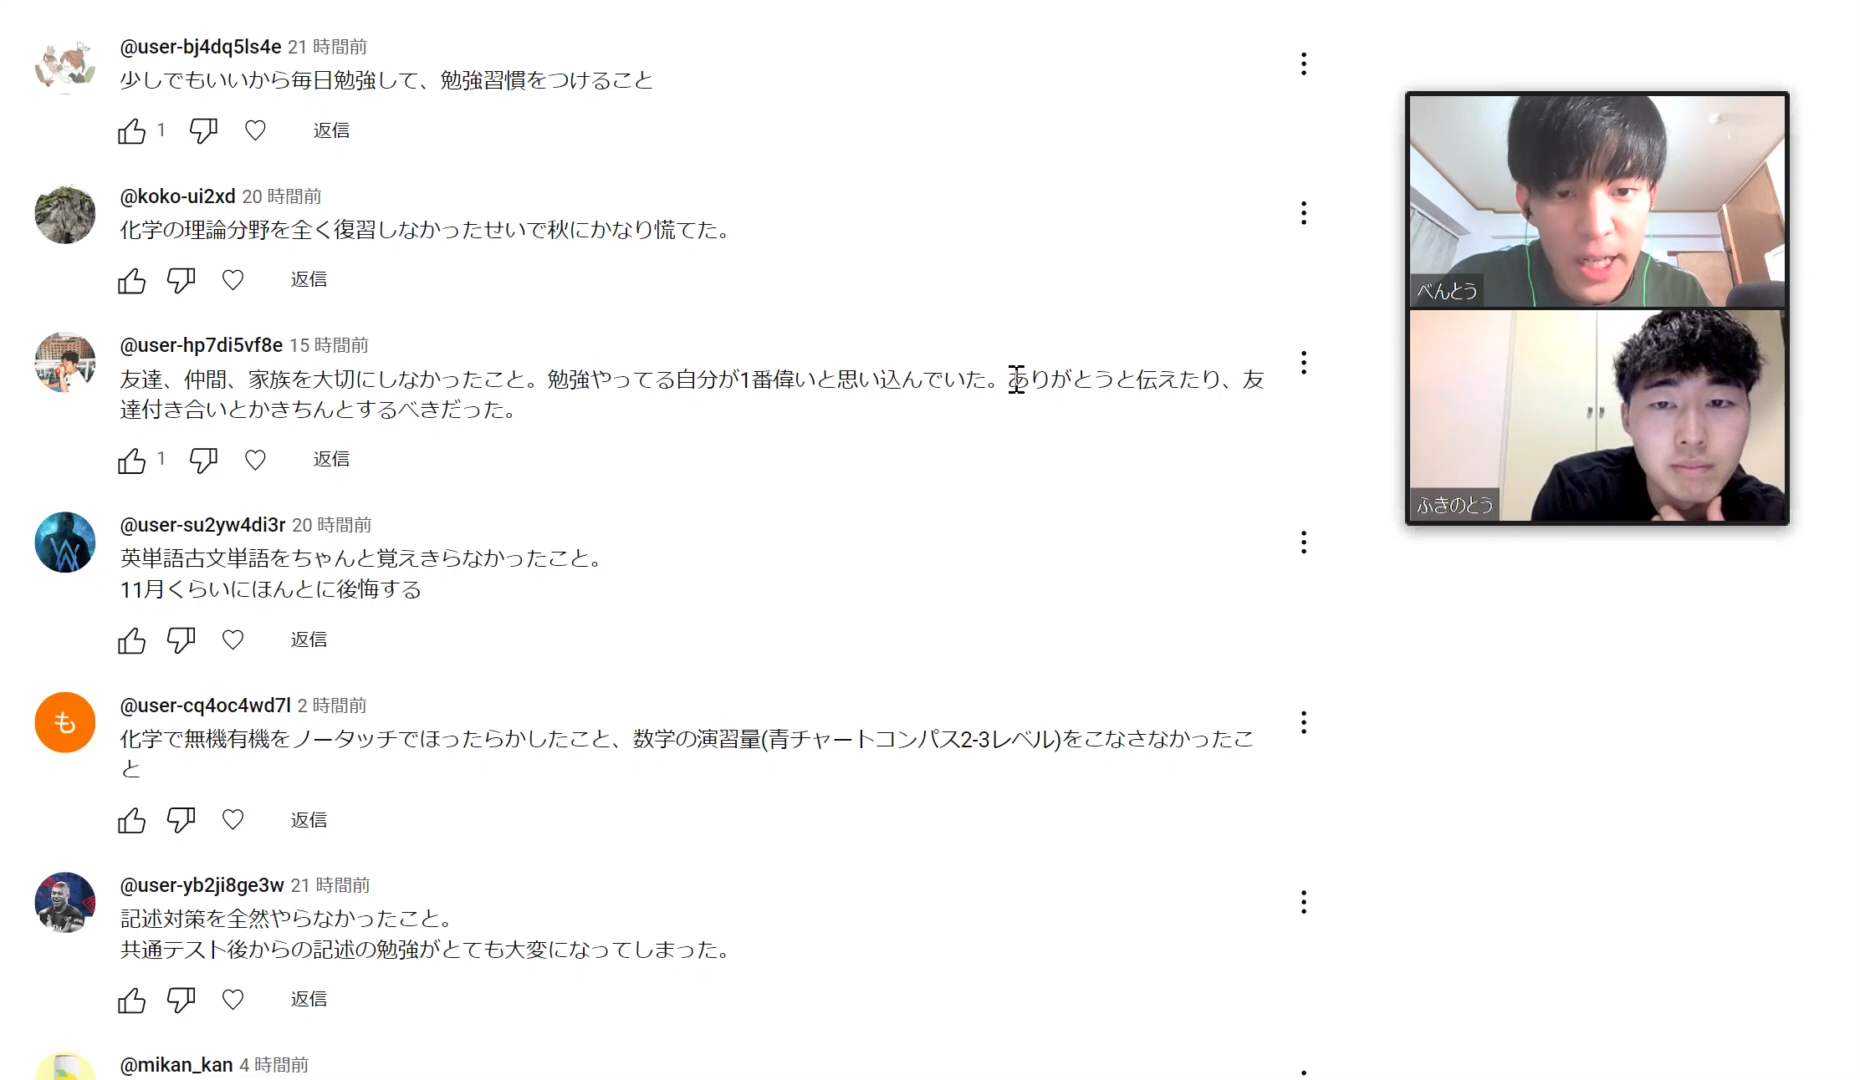 @user-bj4dq5ls4e 21 時間前
少しでもいいから毎日勉強して、勉強習慣をつけること
1 返信
@koko-ui2xd 20 時間前
化学の理論分野を全く復習しなかったせいで秋にかなり慌てた。
返信
@user-hp7di5vf8e 15 時間前
友達、仲間、家族を大切にしなかったこと。勉強やってる自分が1番偉いと思い込んでいた。ありがとうと伝えたり、友
達付き合いとかきちんとするべきだった。
1 返信
@user-su2yw4di3r 20 時間前
英単語古文単語をちゃんと覚えきらなかったこと。
11月くらいにほんとに後悔する
返信
も
@user-cq4oc4wd7l 2 時間前
化学で無機有機をノータッチでほったらかしたこと、数学の演習量(青チャートコンパス2-3レベル)をこなさなかったこ
と
返信
@user-yb2ji8ge3w 21 時間前
記述対策を全然やらなかったこと。
共通テスト後からの記述の勉強がとても大変になってしまった。
返信
@mikan_kan 4 時間前
べんとう
ふきのとう